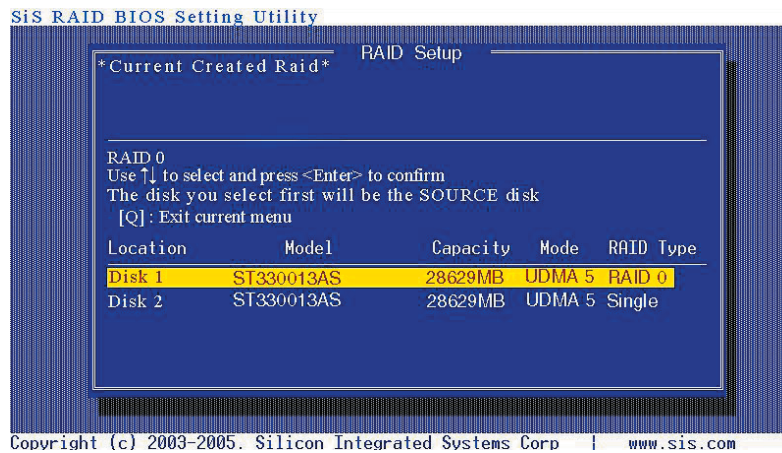 SiS RAID BIOS Setting Utility
RAID Setup
*Current Created Raid*
RAID 0
Use ↑↓ to select and press <Enter> to confirm
The disk you select first will be the SOURCE disk
[Q] : Exit current menu
Location Model Capacity Mode RAID Type
Disk 1 ST330013AS 28629MB UDMA 5 RAID 0
Disk 2 ST330013AS 28629MB UDMA 5 Single
Copyright (c) 2003-2005. Silicon Integrated Systems Corp | www.sis.com